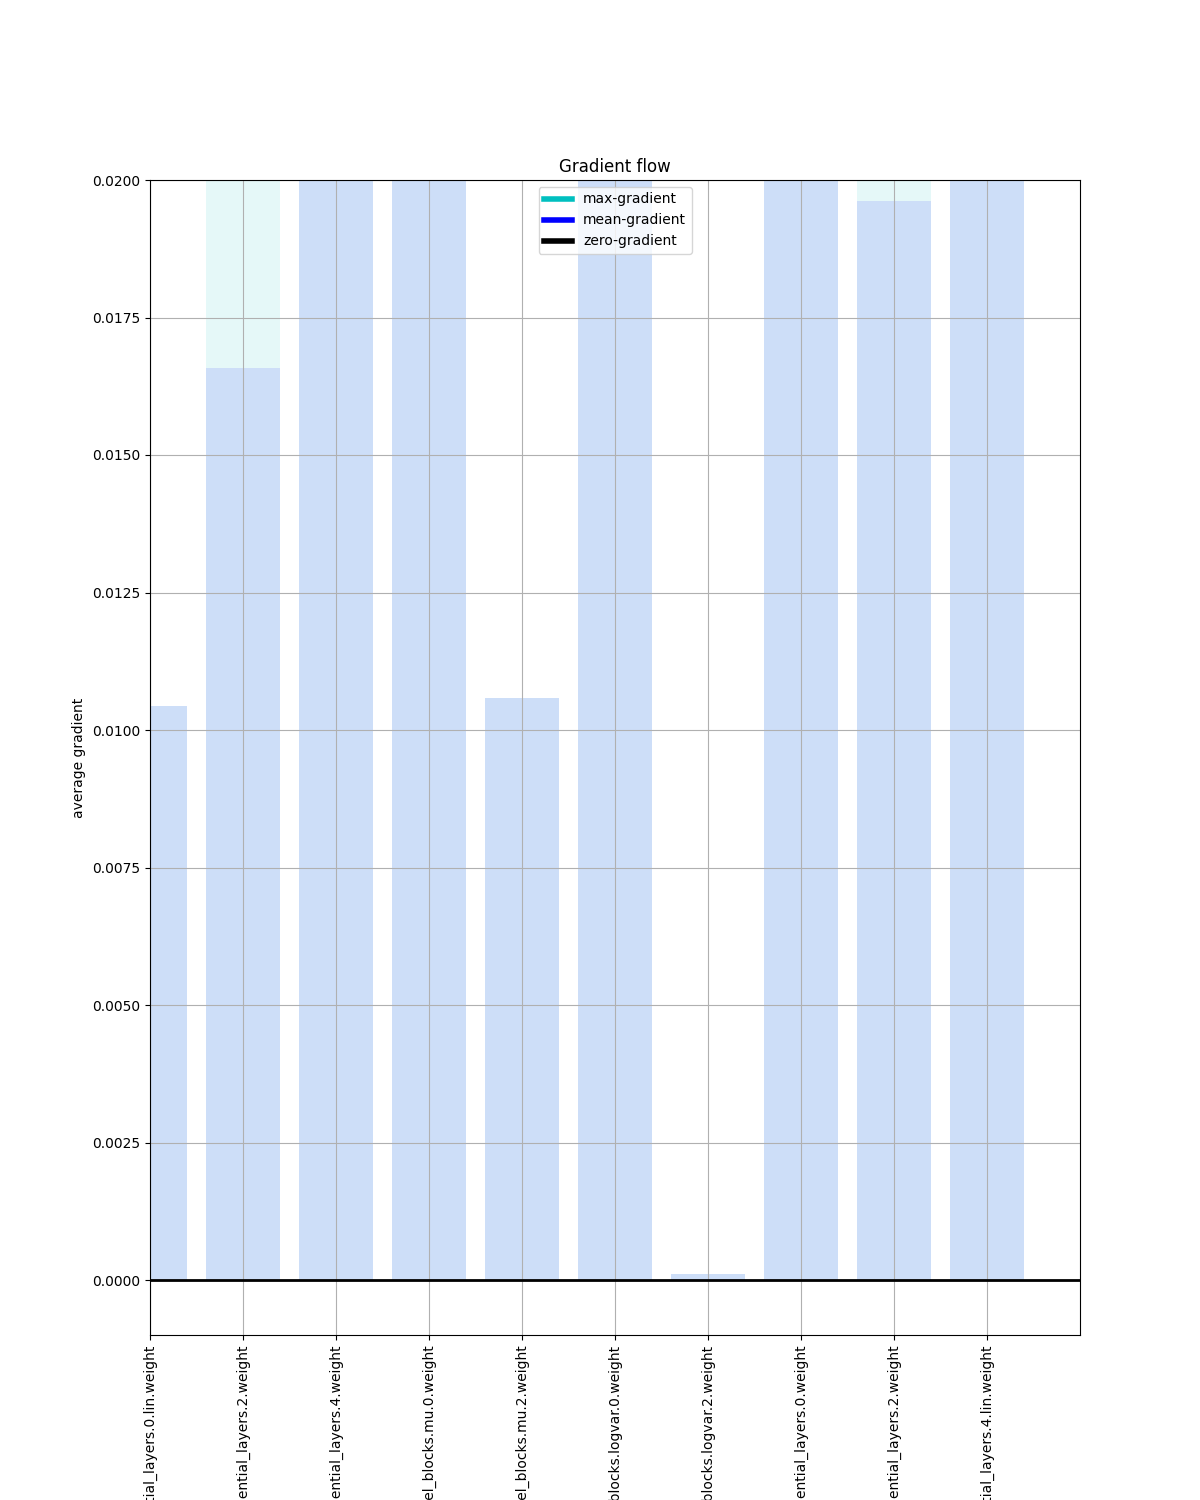 Gradient flow
max-gradient
mean-gradient
zero-gradient
average gradient
0.0200
0.0175
0.0150
0.0125
0.0100
0.0075
0.0050
0.0025
0.0000
tial_layers.0.lin.weight
ential_layers.2.weight
ential_layers.4.weight
el_blocks.mu.0.weight
el_blocks.mu.2.weight
blocks.logvar.0.weight
blocks.logvar.2.weight
ential_layers.0.weight
ential_layers.2.weight
tial_layers.4.lin.weight